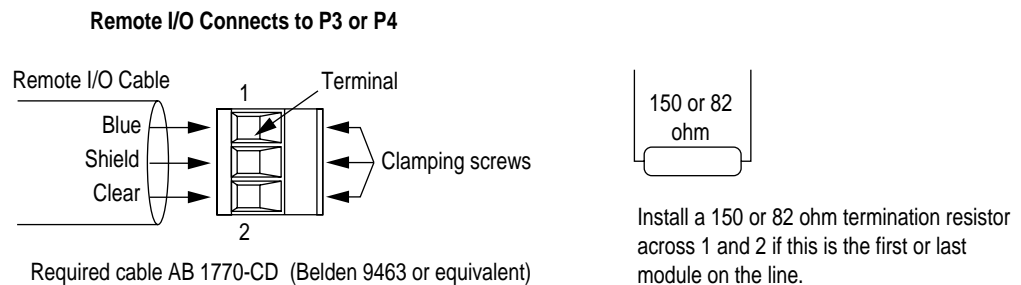 Remote I/O Connects to P3 or P4
Remote I/O Cable
1
Terminal
Blue
Shield
Clear
Clamping screws
2
Required cable AB 1770-CD (Belden 9463 or equivalent)
150 or 82
ohm
Install a 150 or 82 ohm termination resistor
across 1 and 2 if this is the first or last
module on the line.